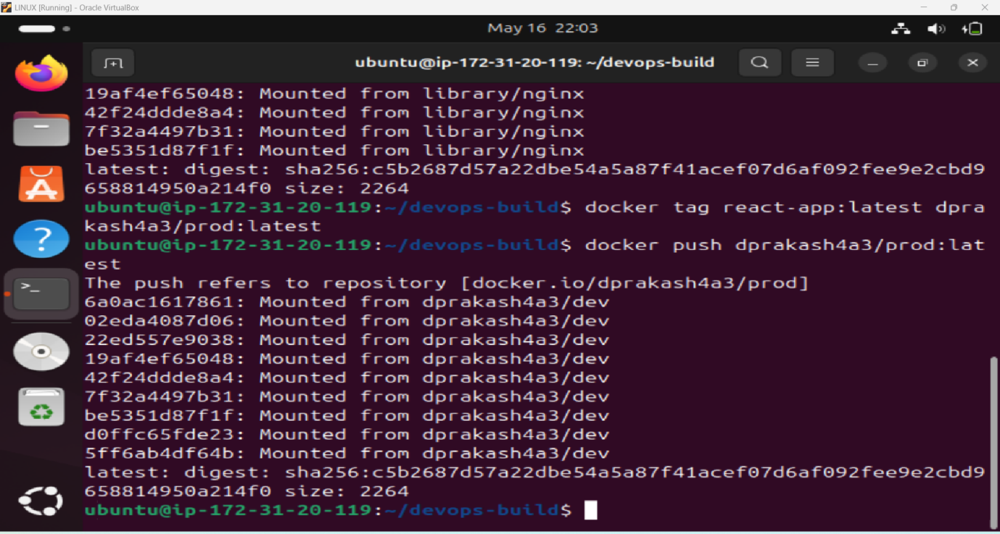 LINUX [Running] - Oracle VirtualBox
May 16 22:03
ubuntu@ip-172-31-20-119: ~/devops-build
19af4ef65048: Mounted from library/nginx
42f24ddde8a4: Mounted from library/nginx
7f32a4497b31: Mounted from library/nginx
be5351d87f1f: Mounted from library/nginx
latest: digest: sha256:c5b2687d57a22dbe54a5a87f41acef07d6af092fee9e2cbd9
658814950a214f0 size: 2264
ubuntu@ip-172-31-20-119:~/devops-build$ docker tag react-app:latest dpra
kash4a3/prod:latest
ubuntu@ip-172-31-20-119:~/devops-build$ docker push dprakash4a3/prod:lat
est
The push refers to repository [docker.io/dprakash4a3/prod]
6a0ac1617861: Mounted from dprakash4a3/dev
02eda4087d06: Mounted from dprakash4a3/dev
22ed557e9038: Mounted from dprakash4a3/dev
19af4ef65048: Mounted from dprakash4a3/dev
42f24ddde8a4: Mounted from dprakash4a3/dev
7f32a4497b31: Mounted from dprakash4a3/dev
be5351d87f1f: Mounted from dprakash4a3/dev
d0ffc65fde23: Mounted from dprakash4a3/dev
5ff6ab4df64b: Mounted from dprakash4a3/dev
latest: digest: sha256:c5b2687d57a22dbe54a5a87f41acef07d6af092fee9e2cbd9
658814950a214f0 size: 2264
ubuntu@ip-172-31-20-119:~/devops-build$